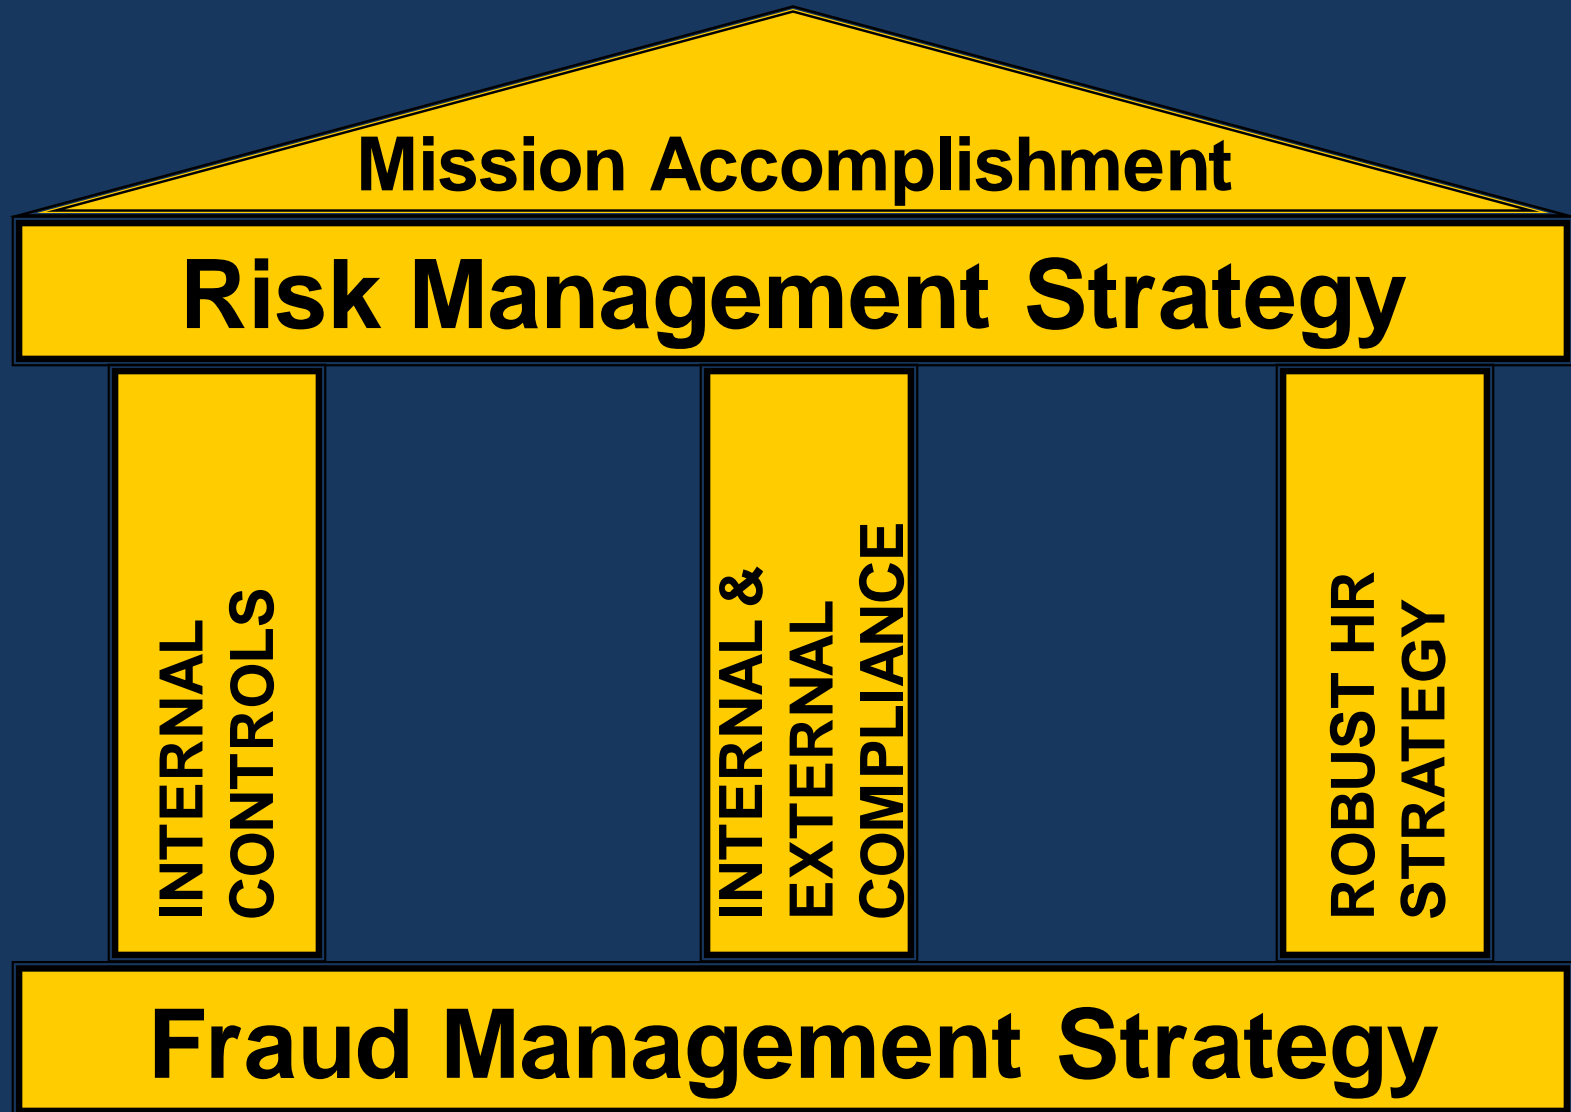 Mission Accomplishment
Risk Management Strategy
INTERNAL
CONTROLS
INTERNAL &
EXTERNAL
COMPLIANCE
ROBUST HR
STRATEGY
Fraud Management Strategy